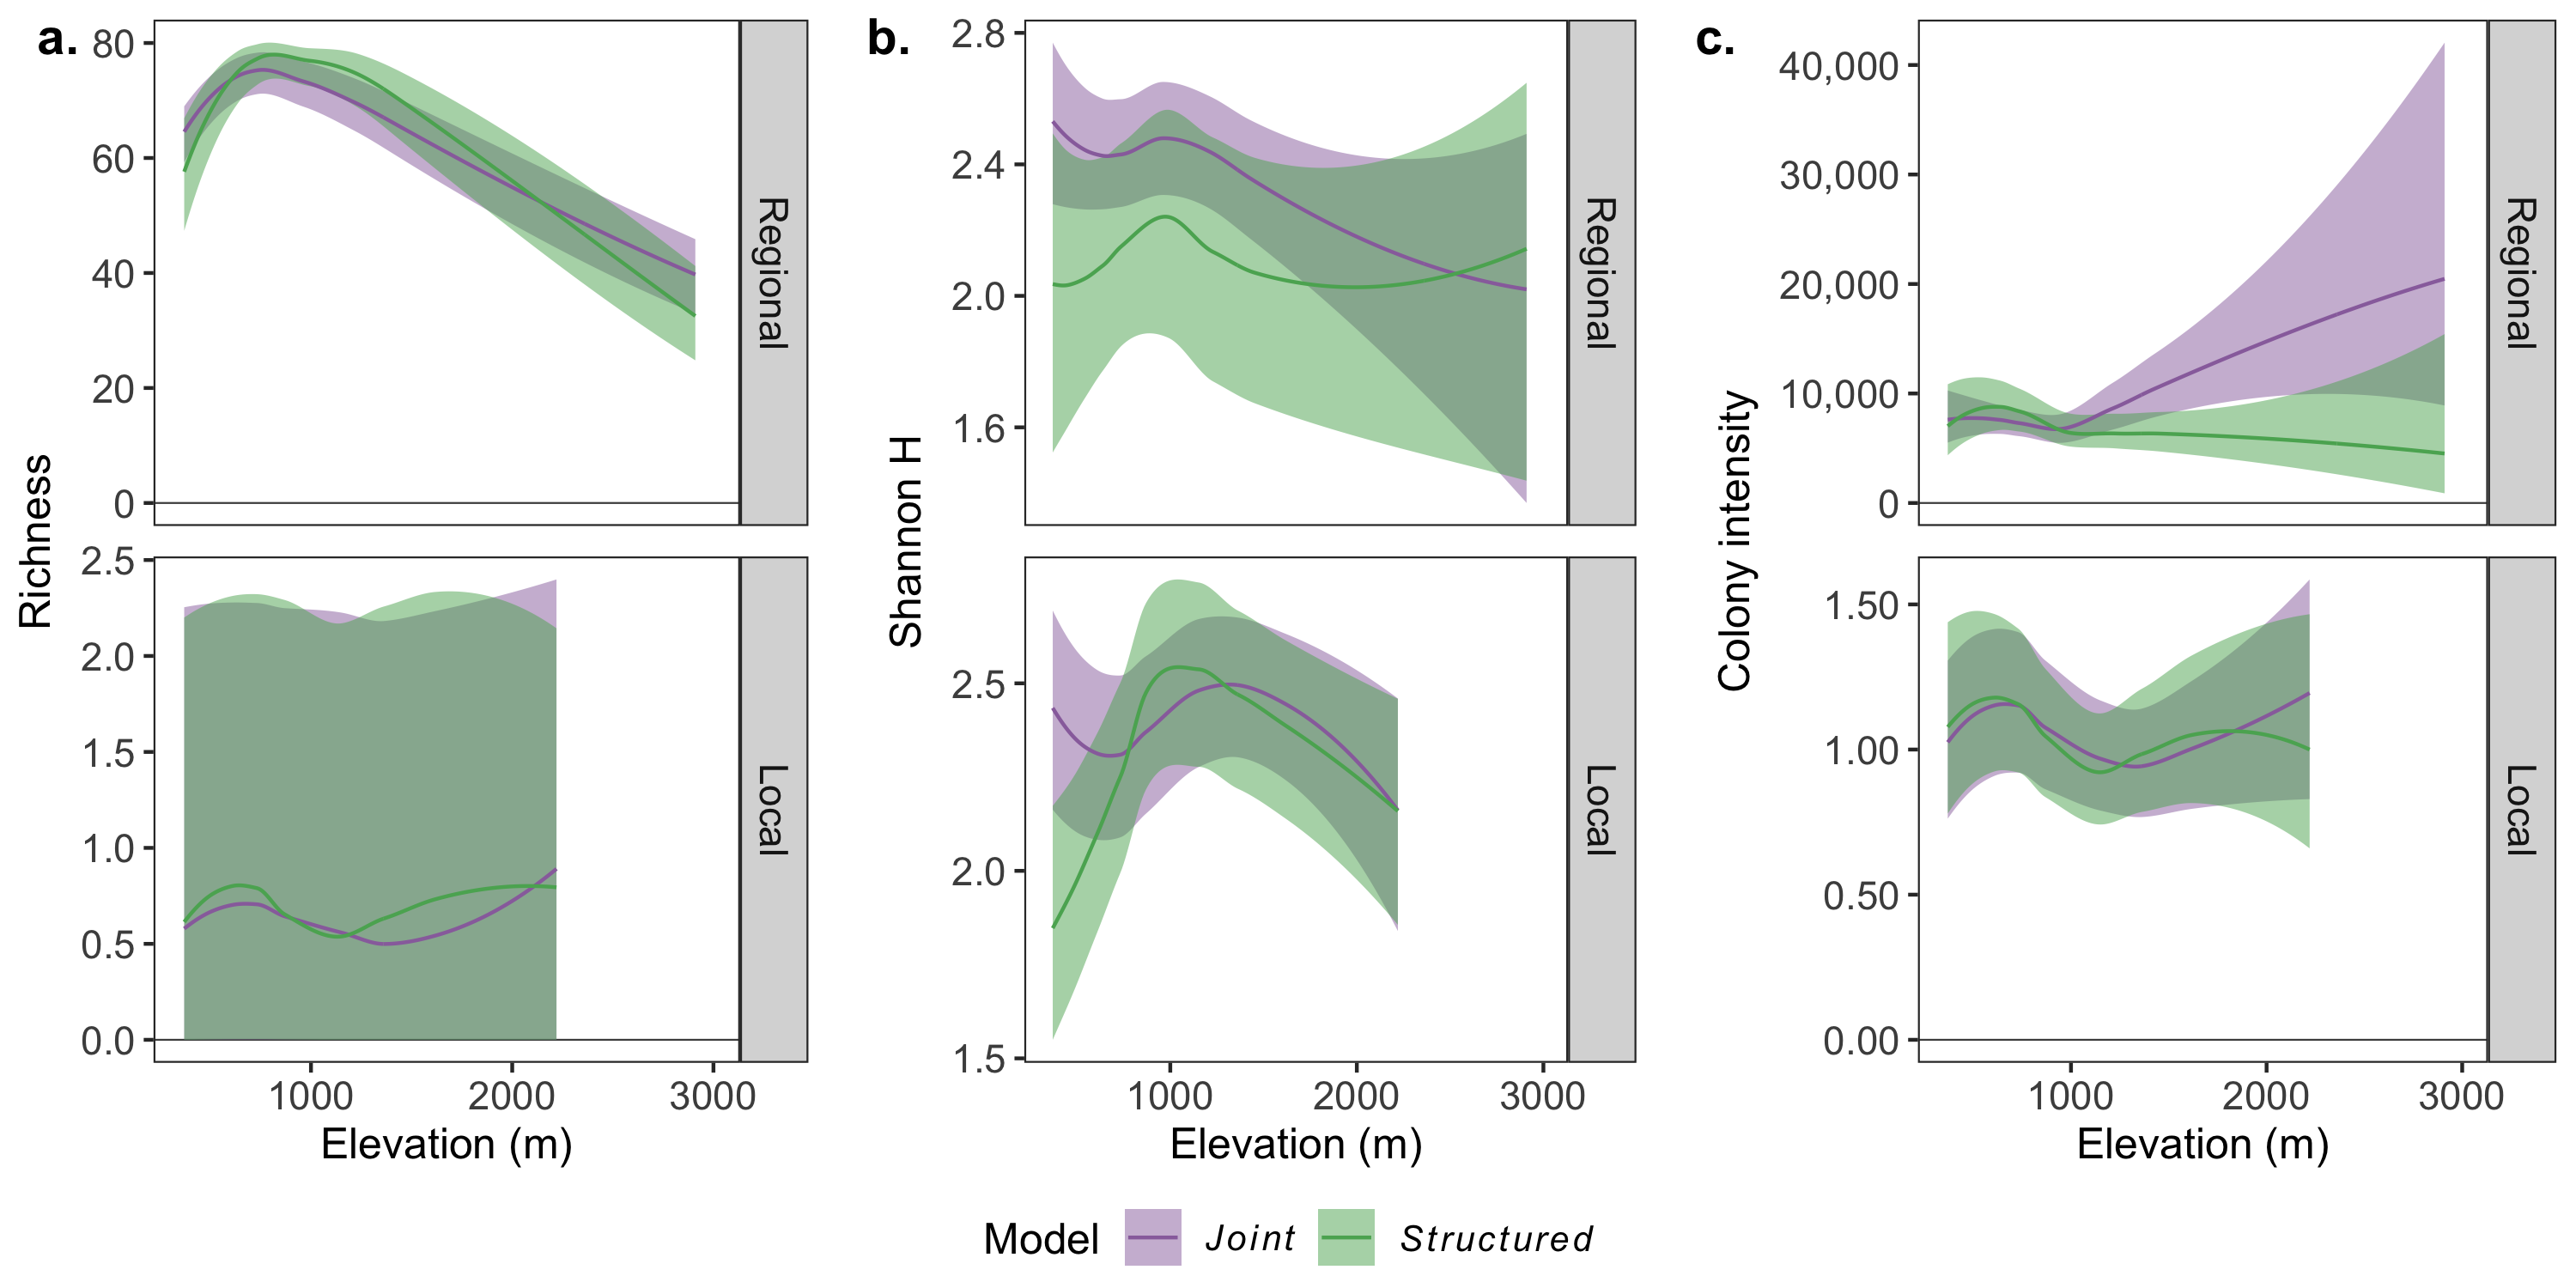 a.
Richness
80
60
40
20
0
Regional
2.5
2.0
1.5
1.0
0.5
0.0
Local
1000 2000 3000
Elevation (m)
b.
Shannon H
2.8
2.4
2.0
1.6
Regional
2.5
2.0
1.5
Local
1000 2000 3000
Elevation (m)
c.
Colony intensity
40,000
30,000
20,000
10,000
0
Regional
1.50
1.00
0.50
0.00
Local
1000 2000 3000
Elevation (m)
Model Joint Structured